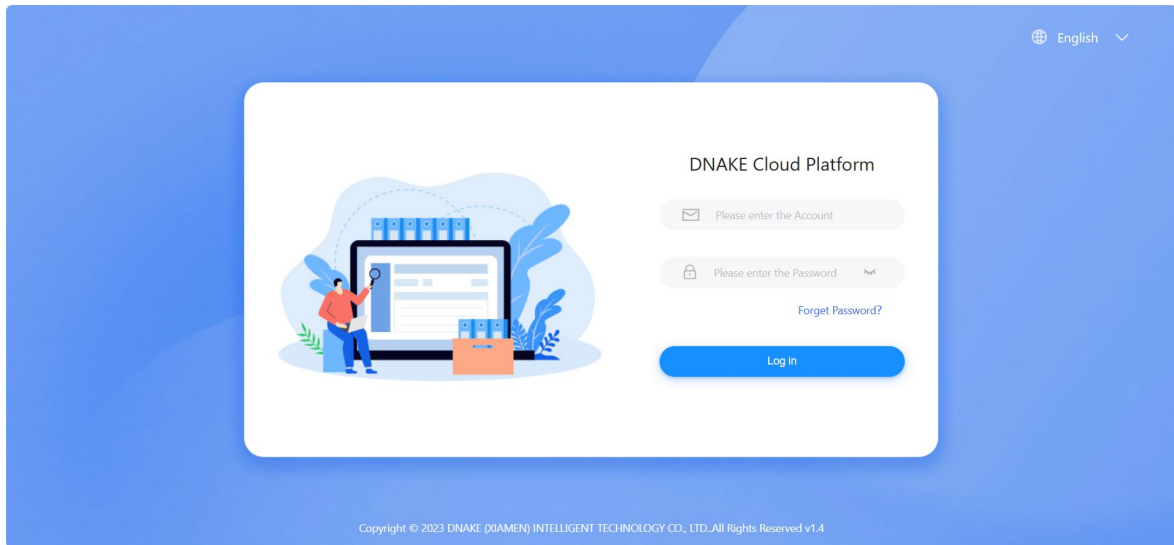 English
DNAKE Cloud Platform
Please enter the Account
Please enter the Password
Forget Password?
Log in
Copyright © 2023 DNAKE (XIAMEN) INTELLIGENT TECHNOLOGY CO., LTD..All Rights Reserved v1.4